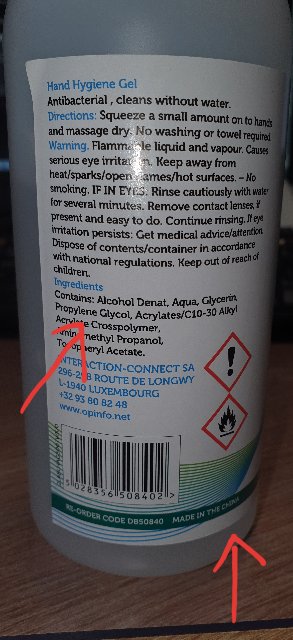 Hand Hygiene Gel
Antibacterial , cleans without water.
Directions: Squeeze a small amount on to hands
and massage dry. No washing or towel required.
Warning. Flammable liquid and vapour. Causes
serious eye irritation. Keep away from
heat/sparks/open flames/hot surfaces. – No
smoking. IF IN EYES: Rinse cautiously with water
for several minutes. Remove contact lenses, if
present and easy to do. Continue rinsing. If eye
irritation persists: Get medical advice/attention.
Dispose of contents/container in accordance
with national regulations. Keep out of reach of
children.
Ingredients
Contains: Alcohol Denat, Aqua, Glycerin,
Propylene Glycol, Acrylates/C10-30 Alkyl
Acrylate Crosspolymer,
Aminomethyl Propanol,
Tocopheryl Acetate.
INTERACTION-CONNECT SA
296-298 ROUTE DE LONGWY
L-1940 LUXEMBOURG
+32 93 80 82 48
www.opinfo.net
5 028356 508402 >
RE-ORDER CODE DB50840 MADE IN THE CHINA